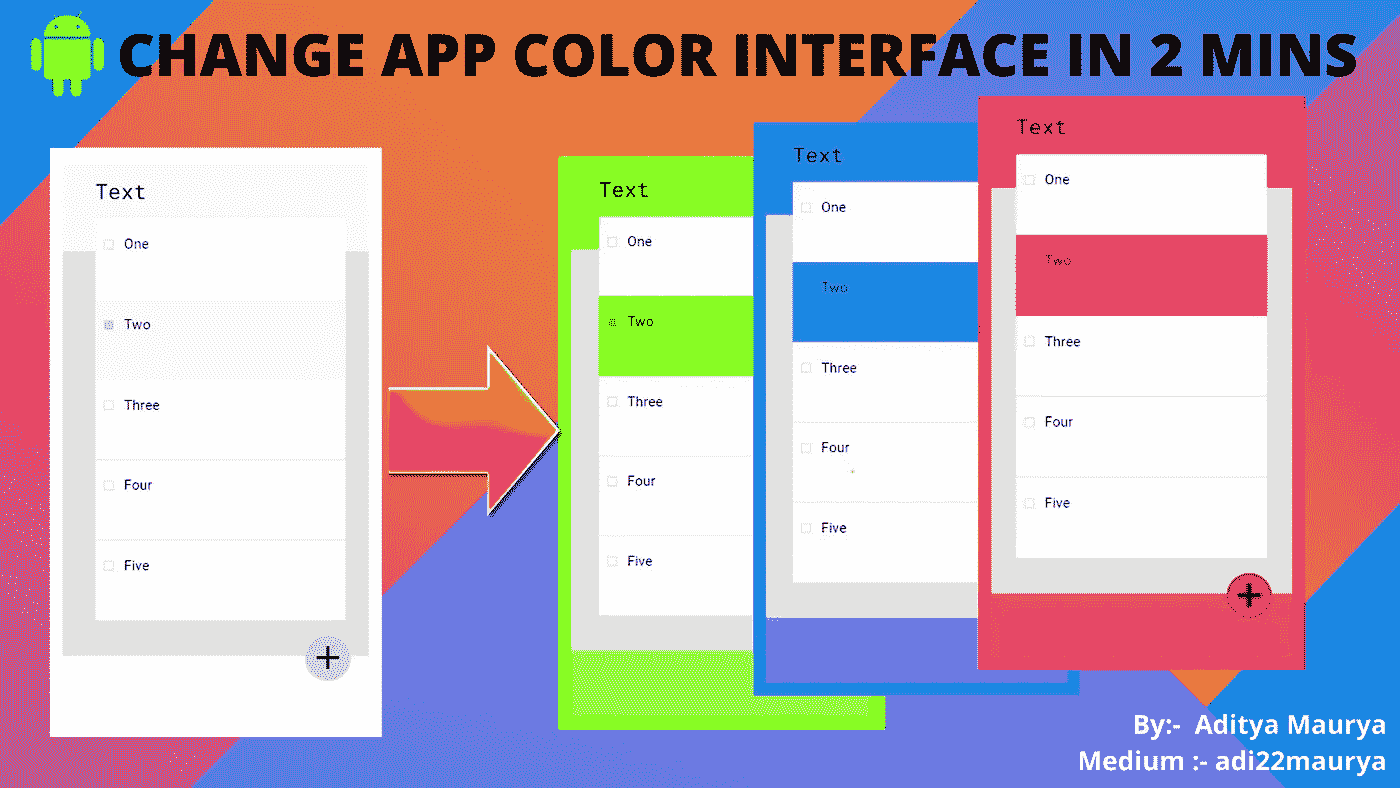 CHANGE APP COLOR INTERFACE IN 2 MINS
Text
One
Two
Three
Four
Five
+
Text
One
Two
Three
Four
Five
Text
One
Two
Three
Four
Five
Text
One
Two
Three
Four
Five
+
By:- Aditya Maurya
Medium :- adi22maurya